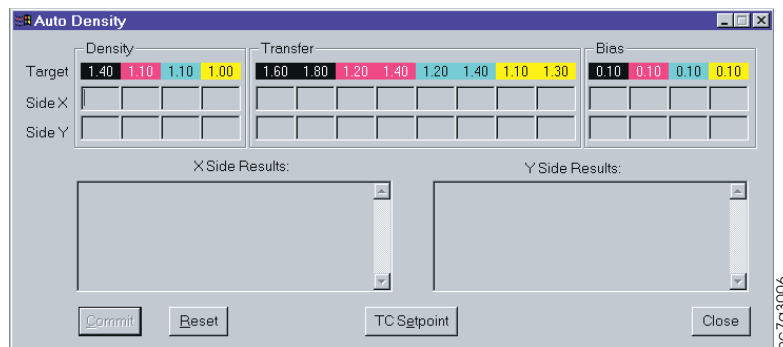 Auto Density
Density Transfer Bias
Target 1.40 1.10 1.10 1.00 1.60 1.80 1.20 1.40 1.20 1.40 1.10 1.30 0.10 0.10 0.10 0.10
Side X
Side Y
X Side Results: Y Side Results:
Commit Reset TC Setpoint Close